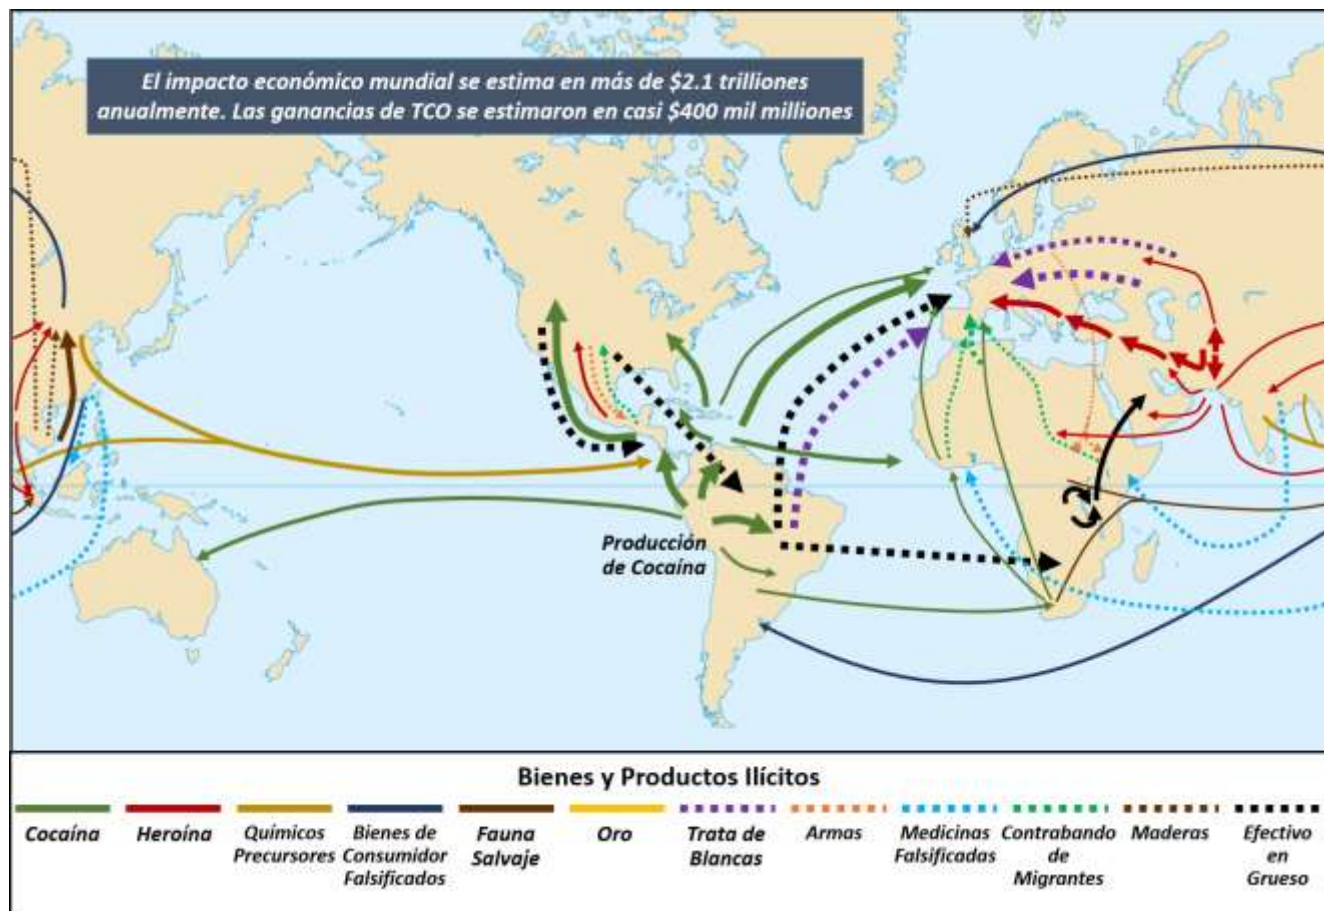 El impacto económico mundial se estima en más de $2.1 trilliones
anualmente. Las ganancias de TCO se estimaron en casi $400 mil milliones
Producción
de Cocaína
Bienes y Productos Ilícitos
Cocaína
Heroína
Químicos
Precursores
Bienes de
Consumidor
Falsificados
Fauna
Salvaje
Oro
Trata de
Blancas
Armas
Medicinas
Falsificadas
Contrabando
de
Migrantes
Maderas
Efectivo
en
Grueso